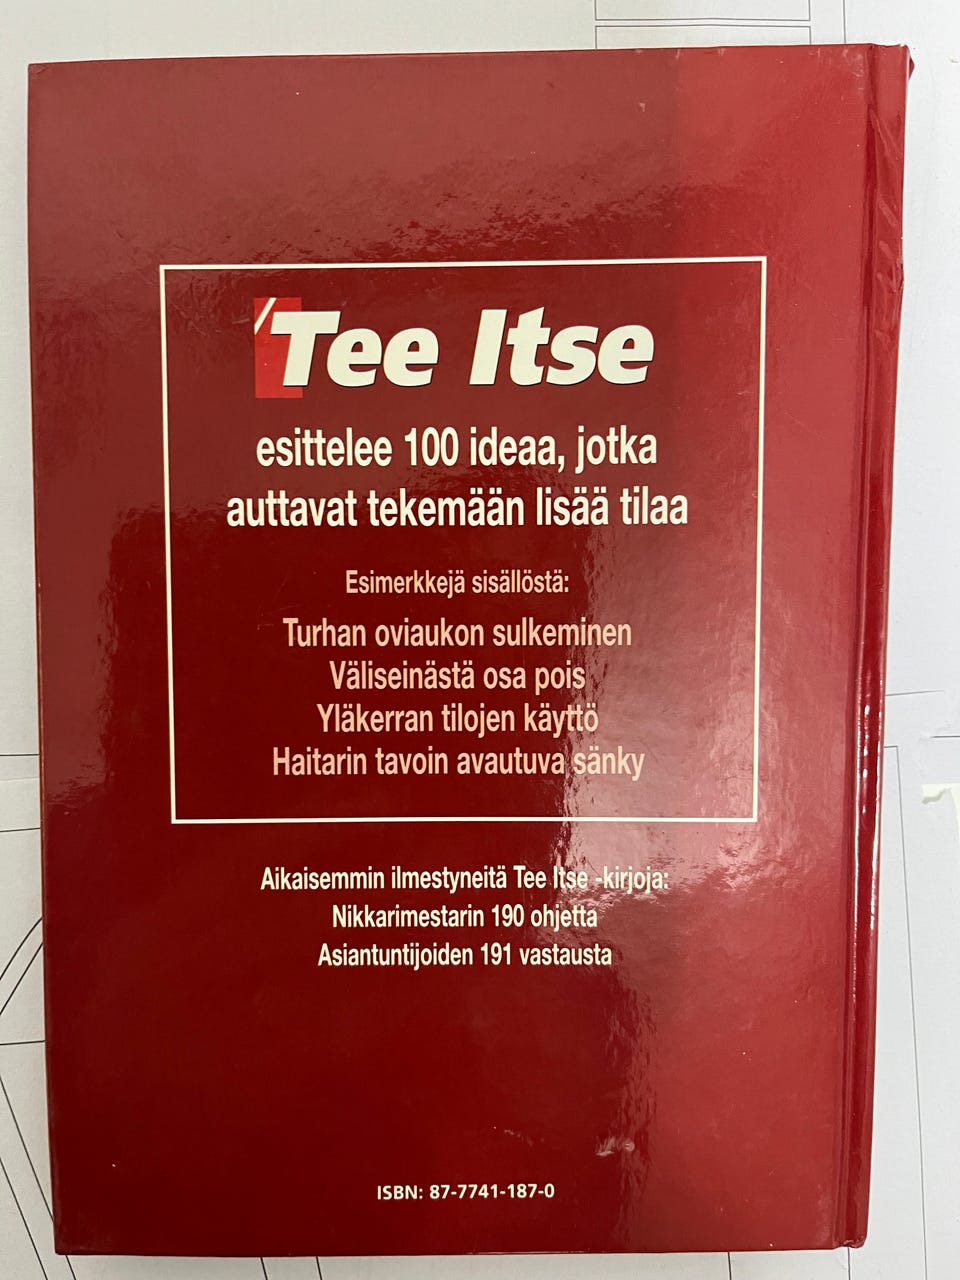 Tee Itse
esittelee 100 ideaa, jotka
auttavat tekemään lisää tilaa
Esimerkkejä sisällöstä:
Turhan oviaukon sulkeminen
Väliseinästä osa pois
Yläkerran tilojen käyttö
Haitarin tavoin avautuva sänky
Aikaisemmin ilmestyneitä Tee Itse -kirjoja:
Nikkarimestarin 190 ohjetta
Asiantuntijoiden 191 vastausta
ISBN: 87-7741-187-0